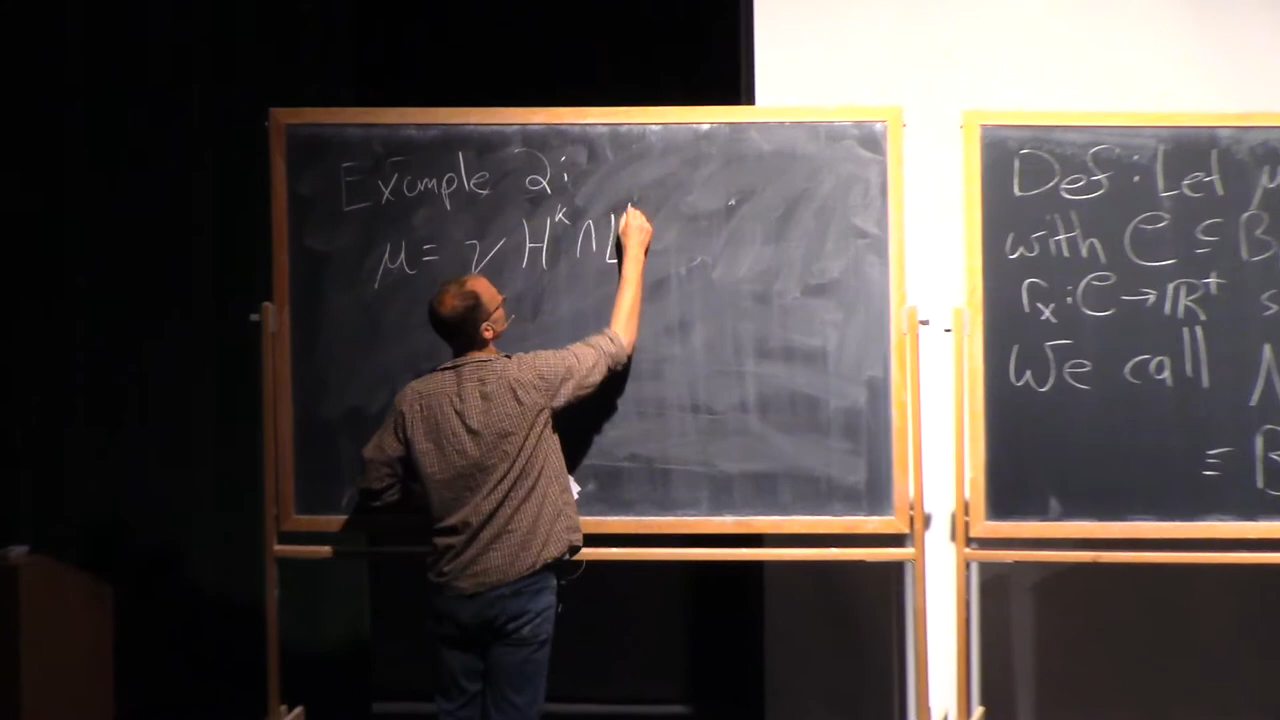 Example 2:
μ = ν H^k ∩ L
Def: Let μ
with C ⊆ B
r_x : C → ℝ^+ s
We call
≡ B